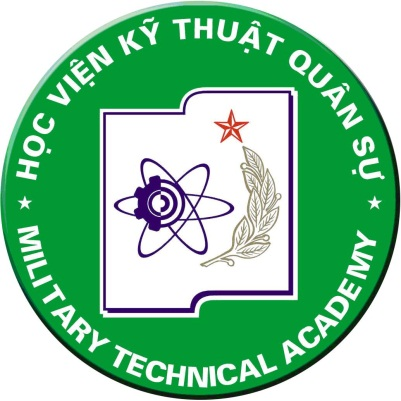 HỌC VIỆN KỸ THUẬT QUÂN SỰ
MILITARY TECHNICAL ACADEMY